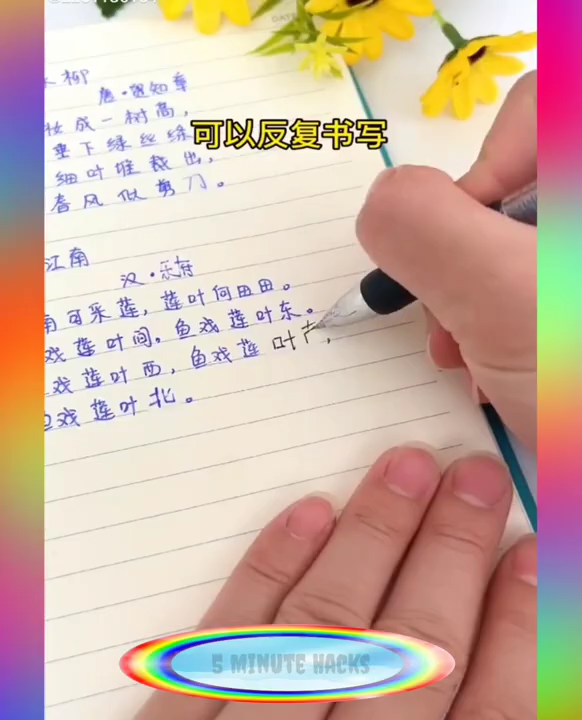 DATE
柳
唐·贺知章
妆成一树高，
垂下绿丝绦
细叶谁裁出，
春风似剪刀。
可以反复书写
江南
汉·乐府
南可采莲，莲叶何田田。
戏莲叶间。鱼戏莲叶东。
戏莲叶西，鱼戏莲叶
戏莲叶北。
5 MINUTE HACKS